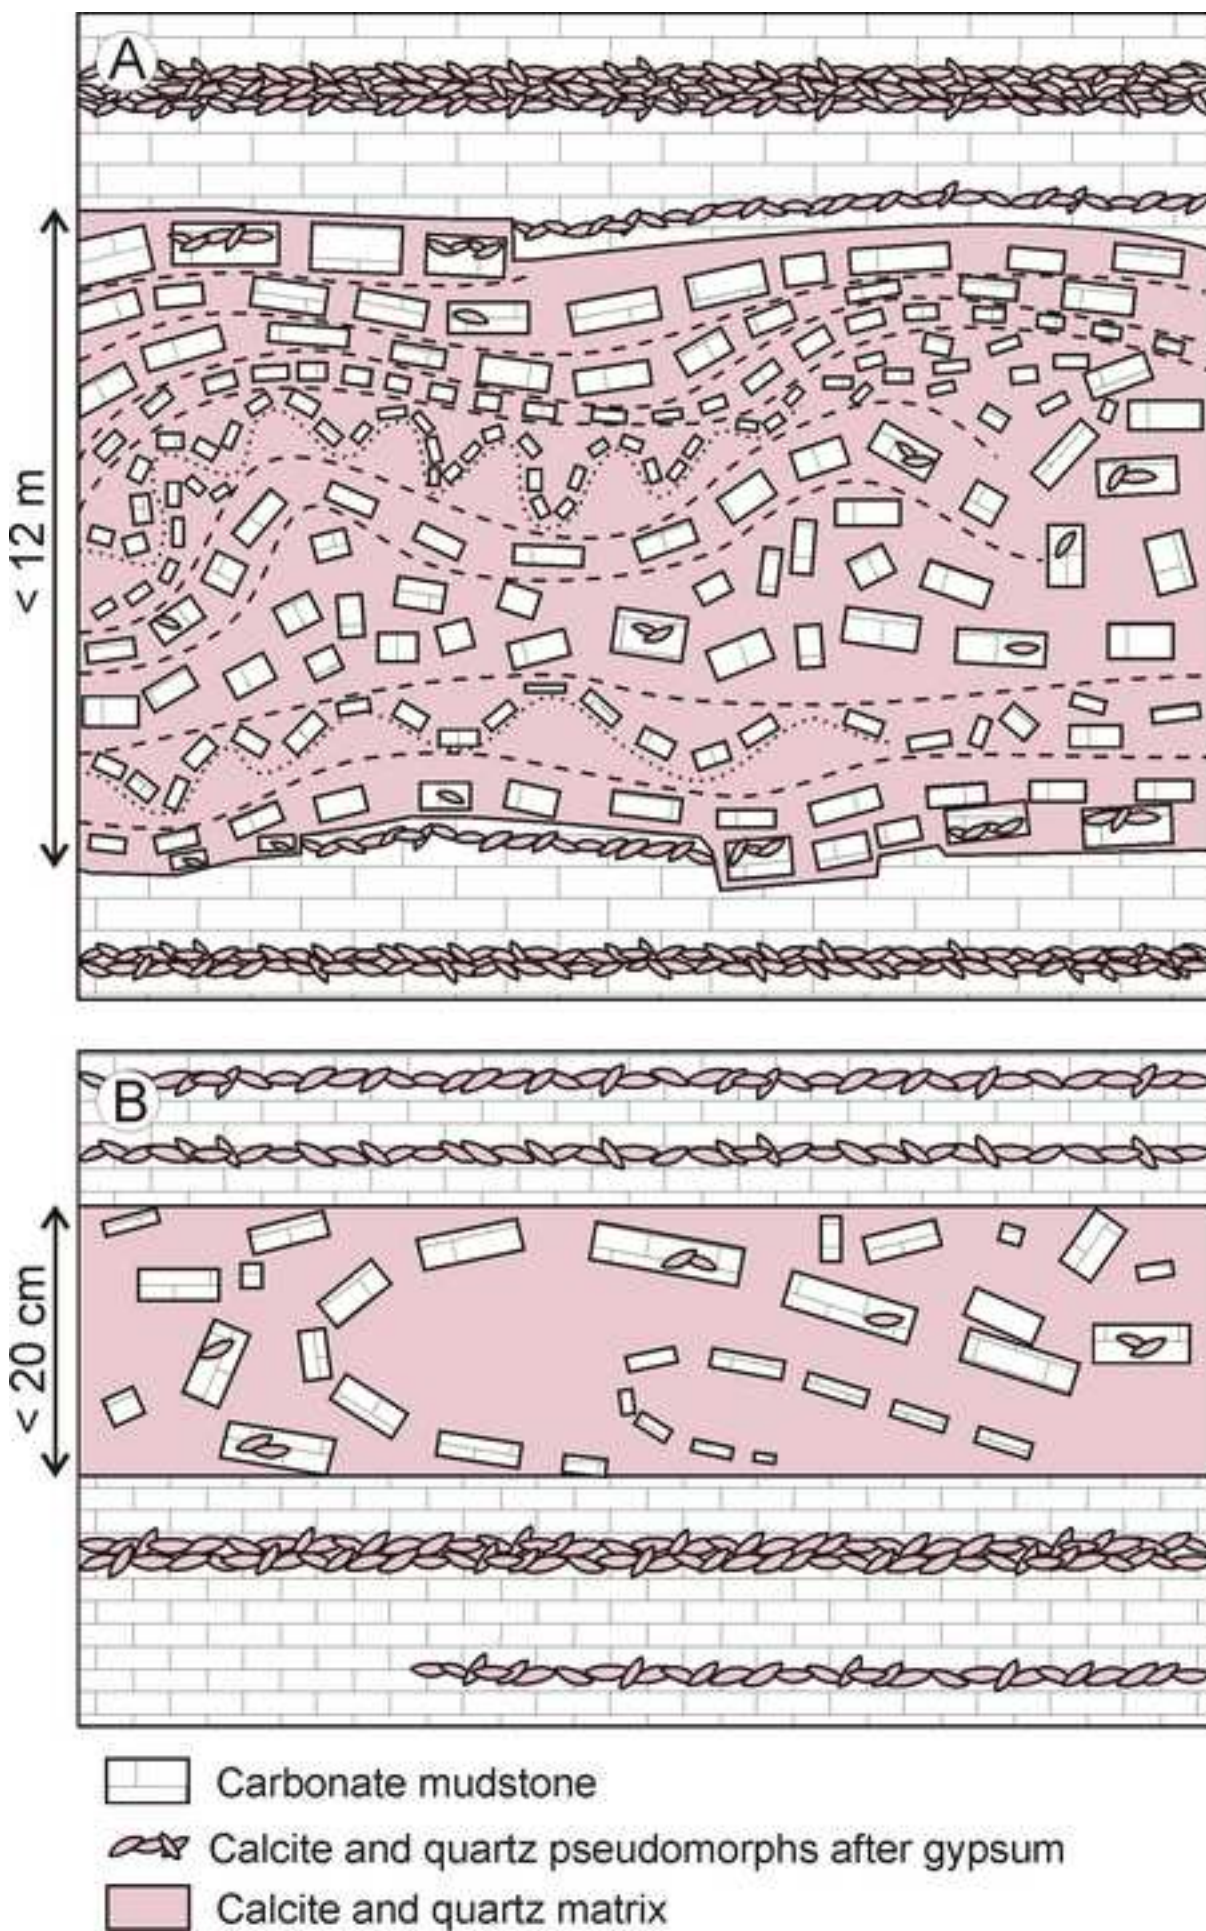 A
< 12 m
B
< 20 cm
Carbonate mudstone
Calcite and quartz pseudomorphs after gypsum
Calcite and quartz matrix